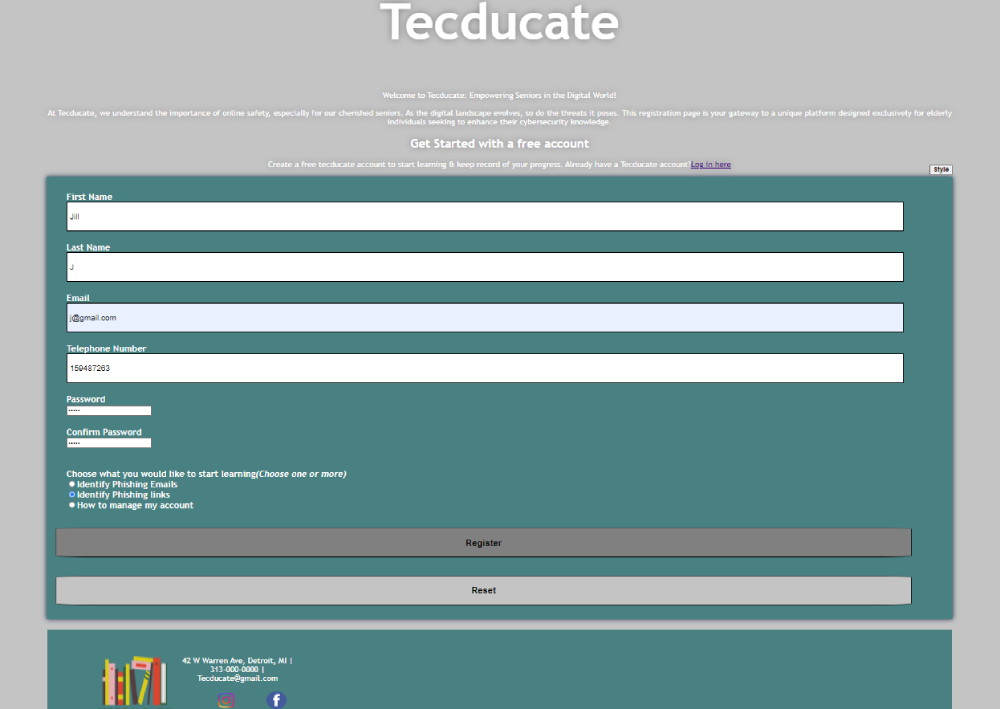 Tecducate
Welcome to Tecducate: Empowering Seniors in the Digital World!
At Tecducate, we understand the importance of online safety, especially for our cherished seniors. As the digital landscape evolves, so do the threats it poses. This registration page is your gateway to a unique platform designed exclusively for elderly
individuals seeking to enhance their cybersecurity knowledge.
Get Started with a free account
Create a free tecducate account to start learning & keep record of your progress. Already have a Tecducate account?Log in here
Style
First Name
Jill
Last Name
J
Email
j@gmail.com
Telephone Number
159487263
Password
•••••
Confirm Password
•••••
Choose what you would like to start learning(Choose one or more)
Identify Phishing Emails
Identify Phishing links
How to manage my account
Register
Reset
42 W Warren Ave, Detroit, MI |
313-000-0000 |
Tecducate@gmail.com